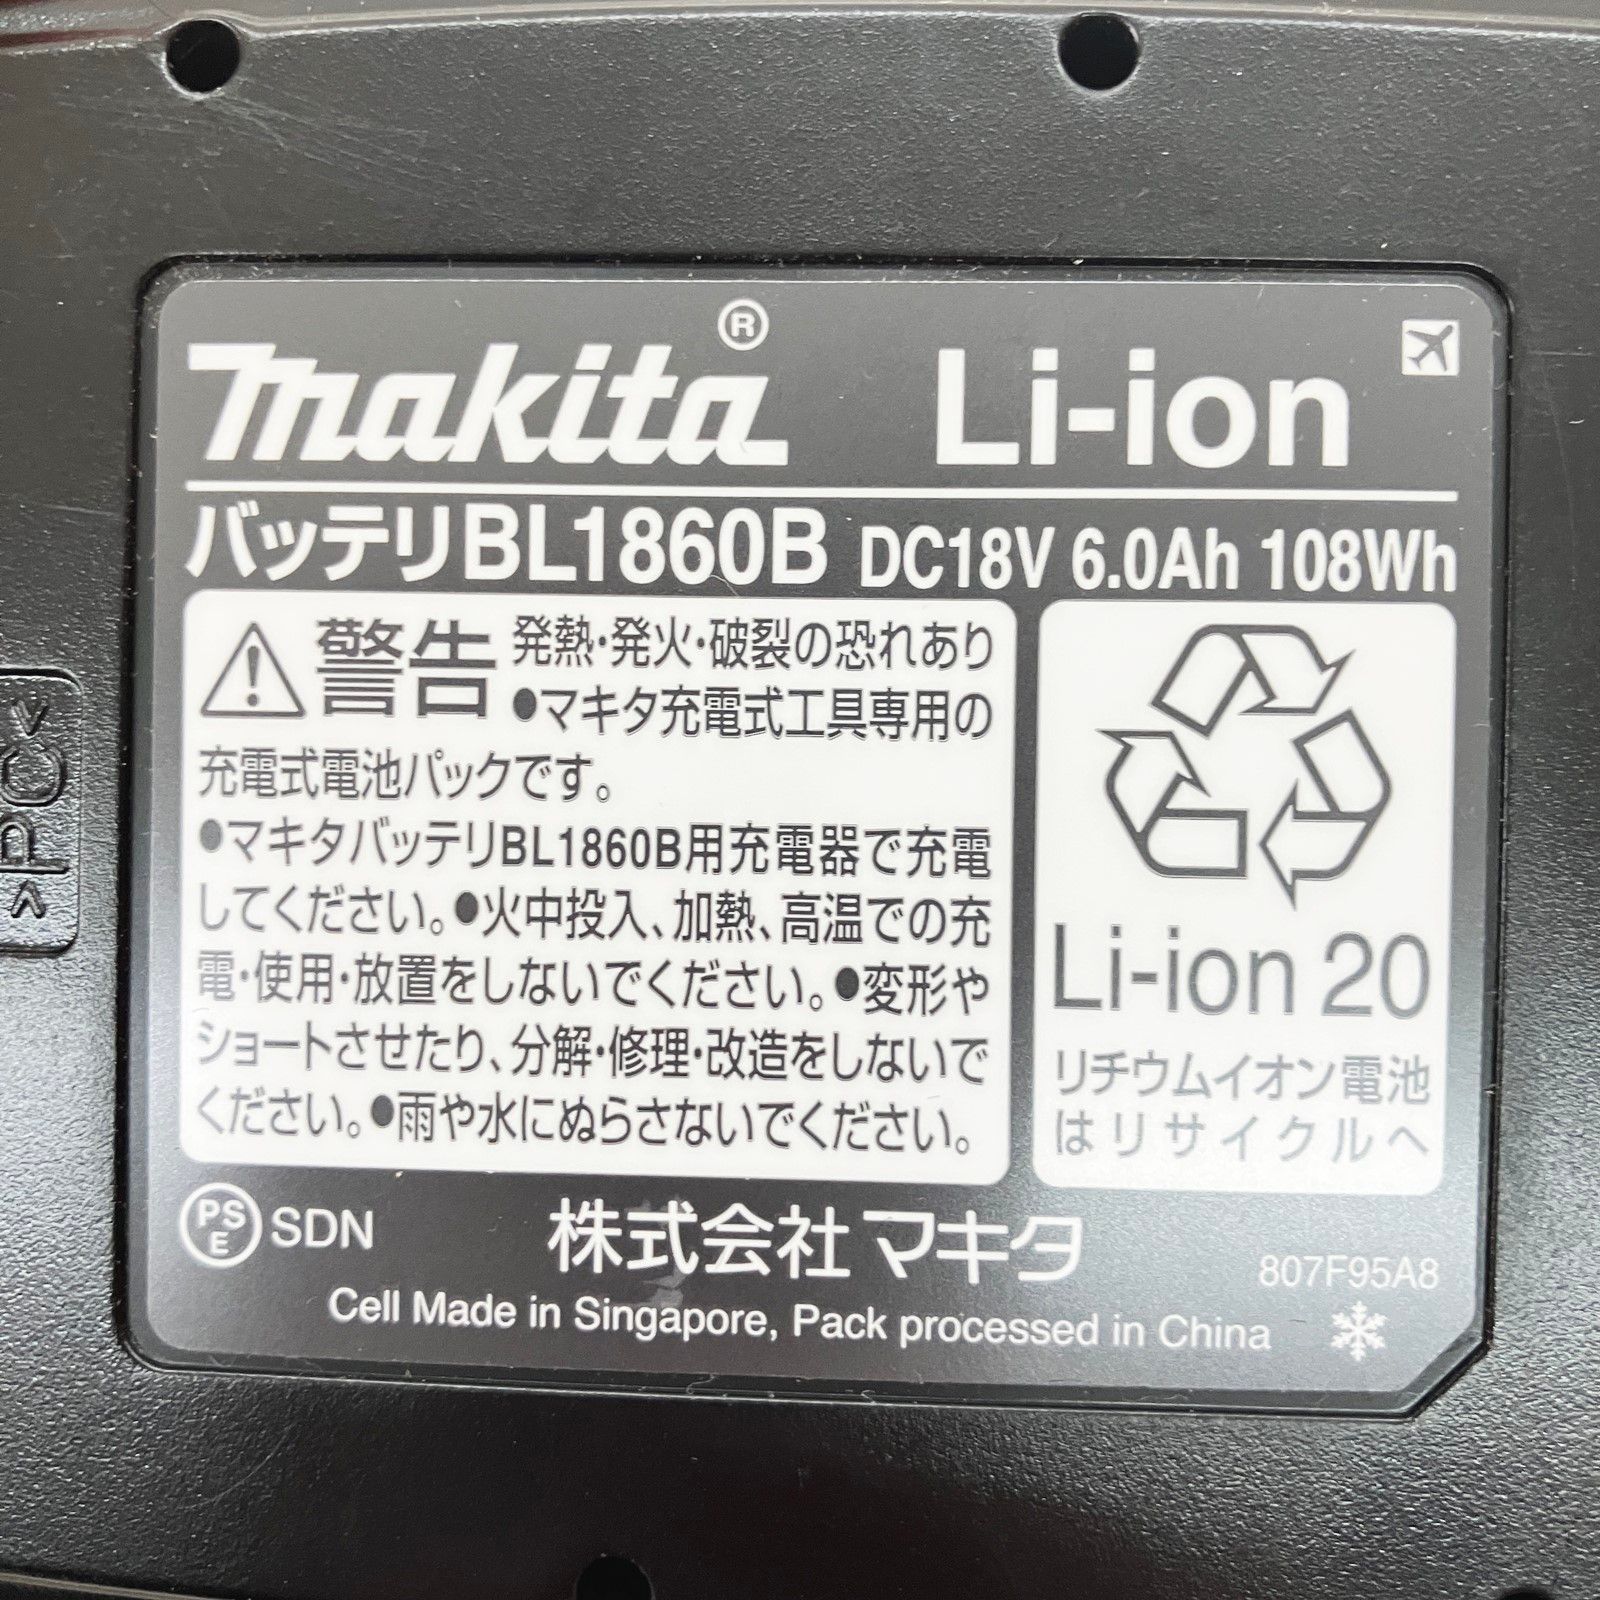 makita® Li-ion
バッテリBL1860B DC18V 6.0Ah 108Wh
警告 発熱・発火・破裂の恐れあり
●マキタ充電式工具専用の
充電式電池パックです。
●マキタバッテリBL1860B用充電器で充電
してください。●火中投入、加熱、高温での充
電・使用・放置をしないでください。●変形や
ショートさせたり、分解・修理・改造をしないで
ください。●雨や水にぬらさないでください。
Li-ion 20
リチウムイオン電池
はリサイクルへ
PSE SDN
株式会社マキタ
807F95A8
Cell Made in Singapore, Pack processed in China
>PC<